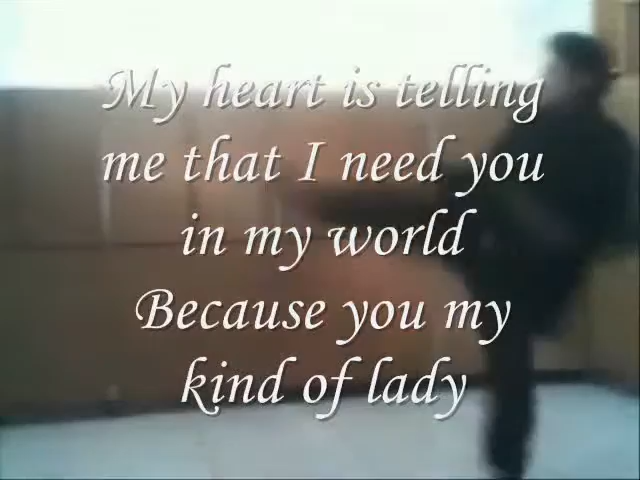 My heart is telling
me that I need you
in my world
Because you my
kind of lady